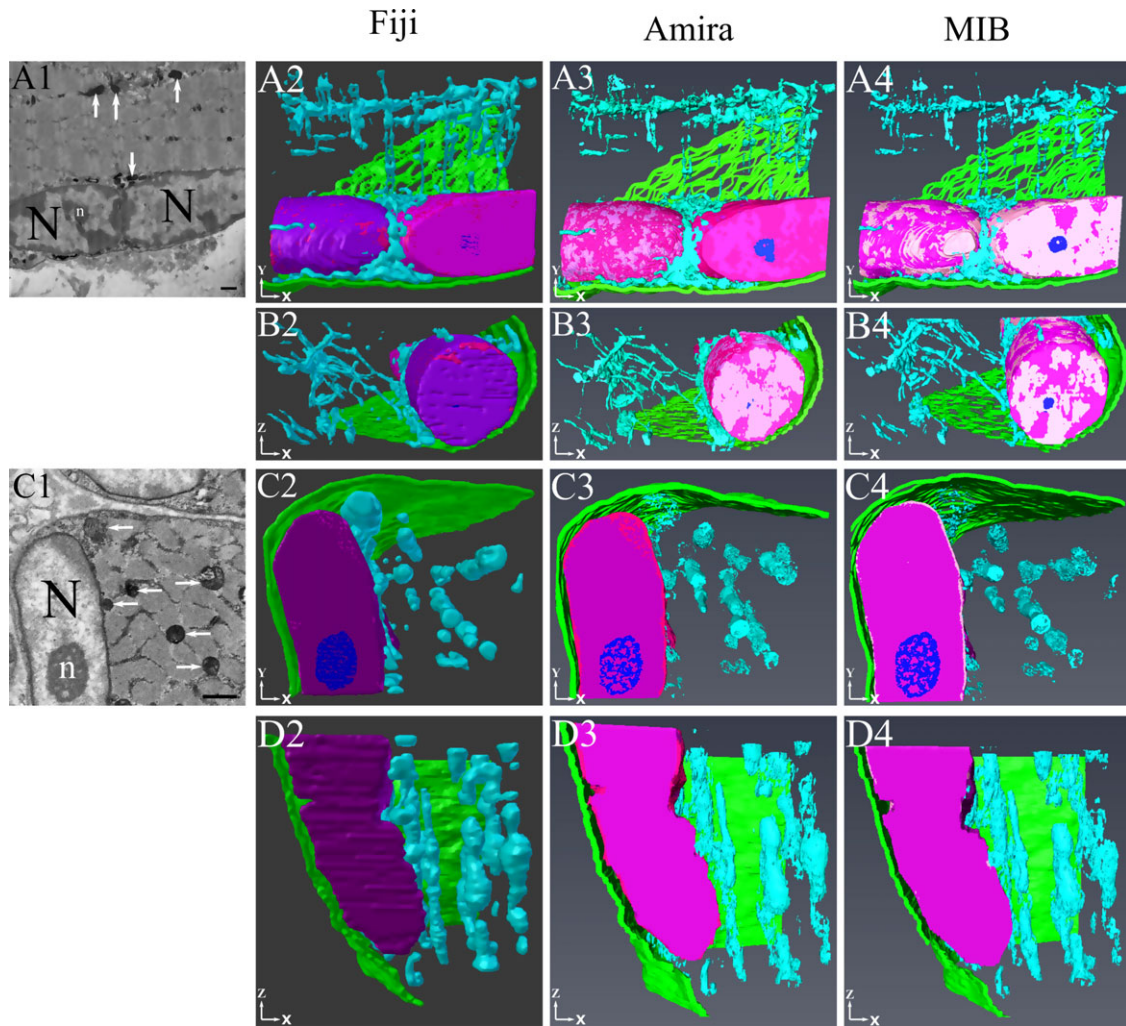 Fiji Amira MIB
A1 A2 A3 A4
N n N
Y X Y X Y X
B2 B3 B4
Z X Z X Z X
C1 C2 C3 C4
N
n
Y X Y X Y X
D2 D3 D4
Z X Z X Z X